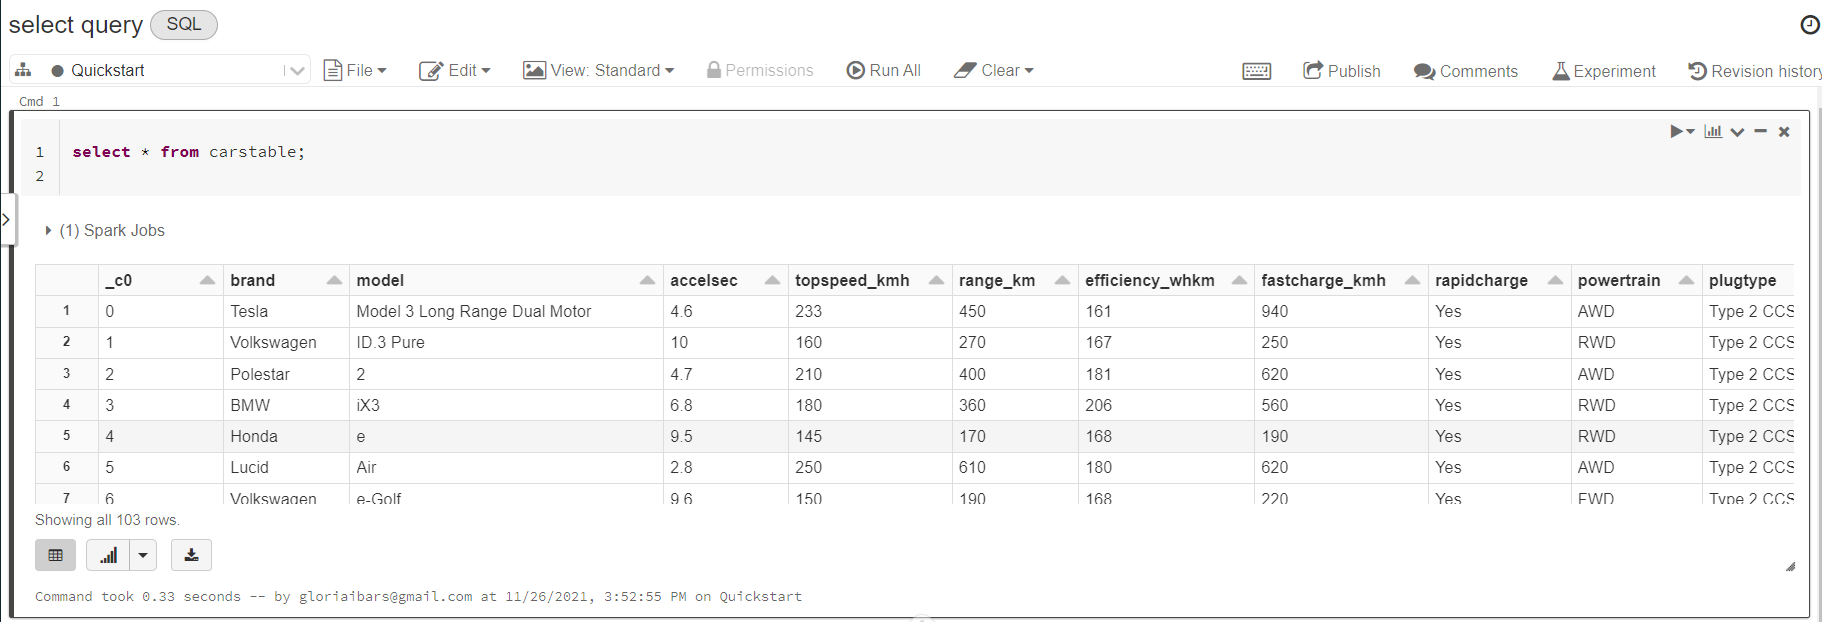 select query SQL
Quickstart File Edit View: Standard Permissions Run All Clear Publish Comments Experiment Revision history
Cmd 1
1 select * from carstable;
2
(1) Spark Jobs
_c0 brand model accelsec topspeed_kmh range_km efficiency_whkm fastcharge_kmh rapidcharge powertrain plugtype
1 0 Tesla Model 3 Long Range Dual Motor 4.6 233 450 161 940 Yes AWD Type 2 CCS
2 1 Volkswagen ID.3 Pure 10 160 270 167 250 Yes RWD Type 2 CCS
3 2 Polestar 2 4.7 210 400 181 620 Yes AWD Type 2 CCS
4 3 BMW iX3 6.8 180 360 206 560 Yes RWD Type 2 CCS
5 4 Honda e 9.5 145 170 168 190 Yes RWD Type 2 CCS
6 5 Lucid Air 2.8 250 610 180 620 Yes AWD Type 2 CCS
7 6 Volkswagen e-Golf 9.6 150 190 168 220 Yes FWD Type 2 CCS
Showing all 103 rows.
Command took 0.33 seconds -- by gloriaibars@gmail.com at 11/26/2021, 3:52:55 PM on Quickstart